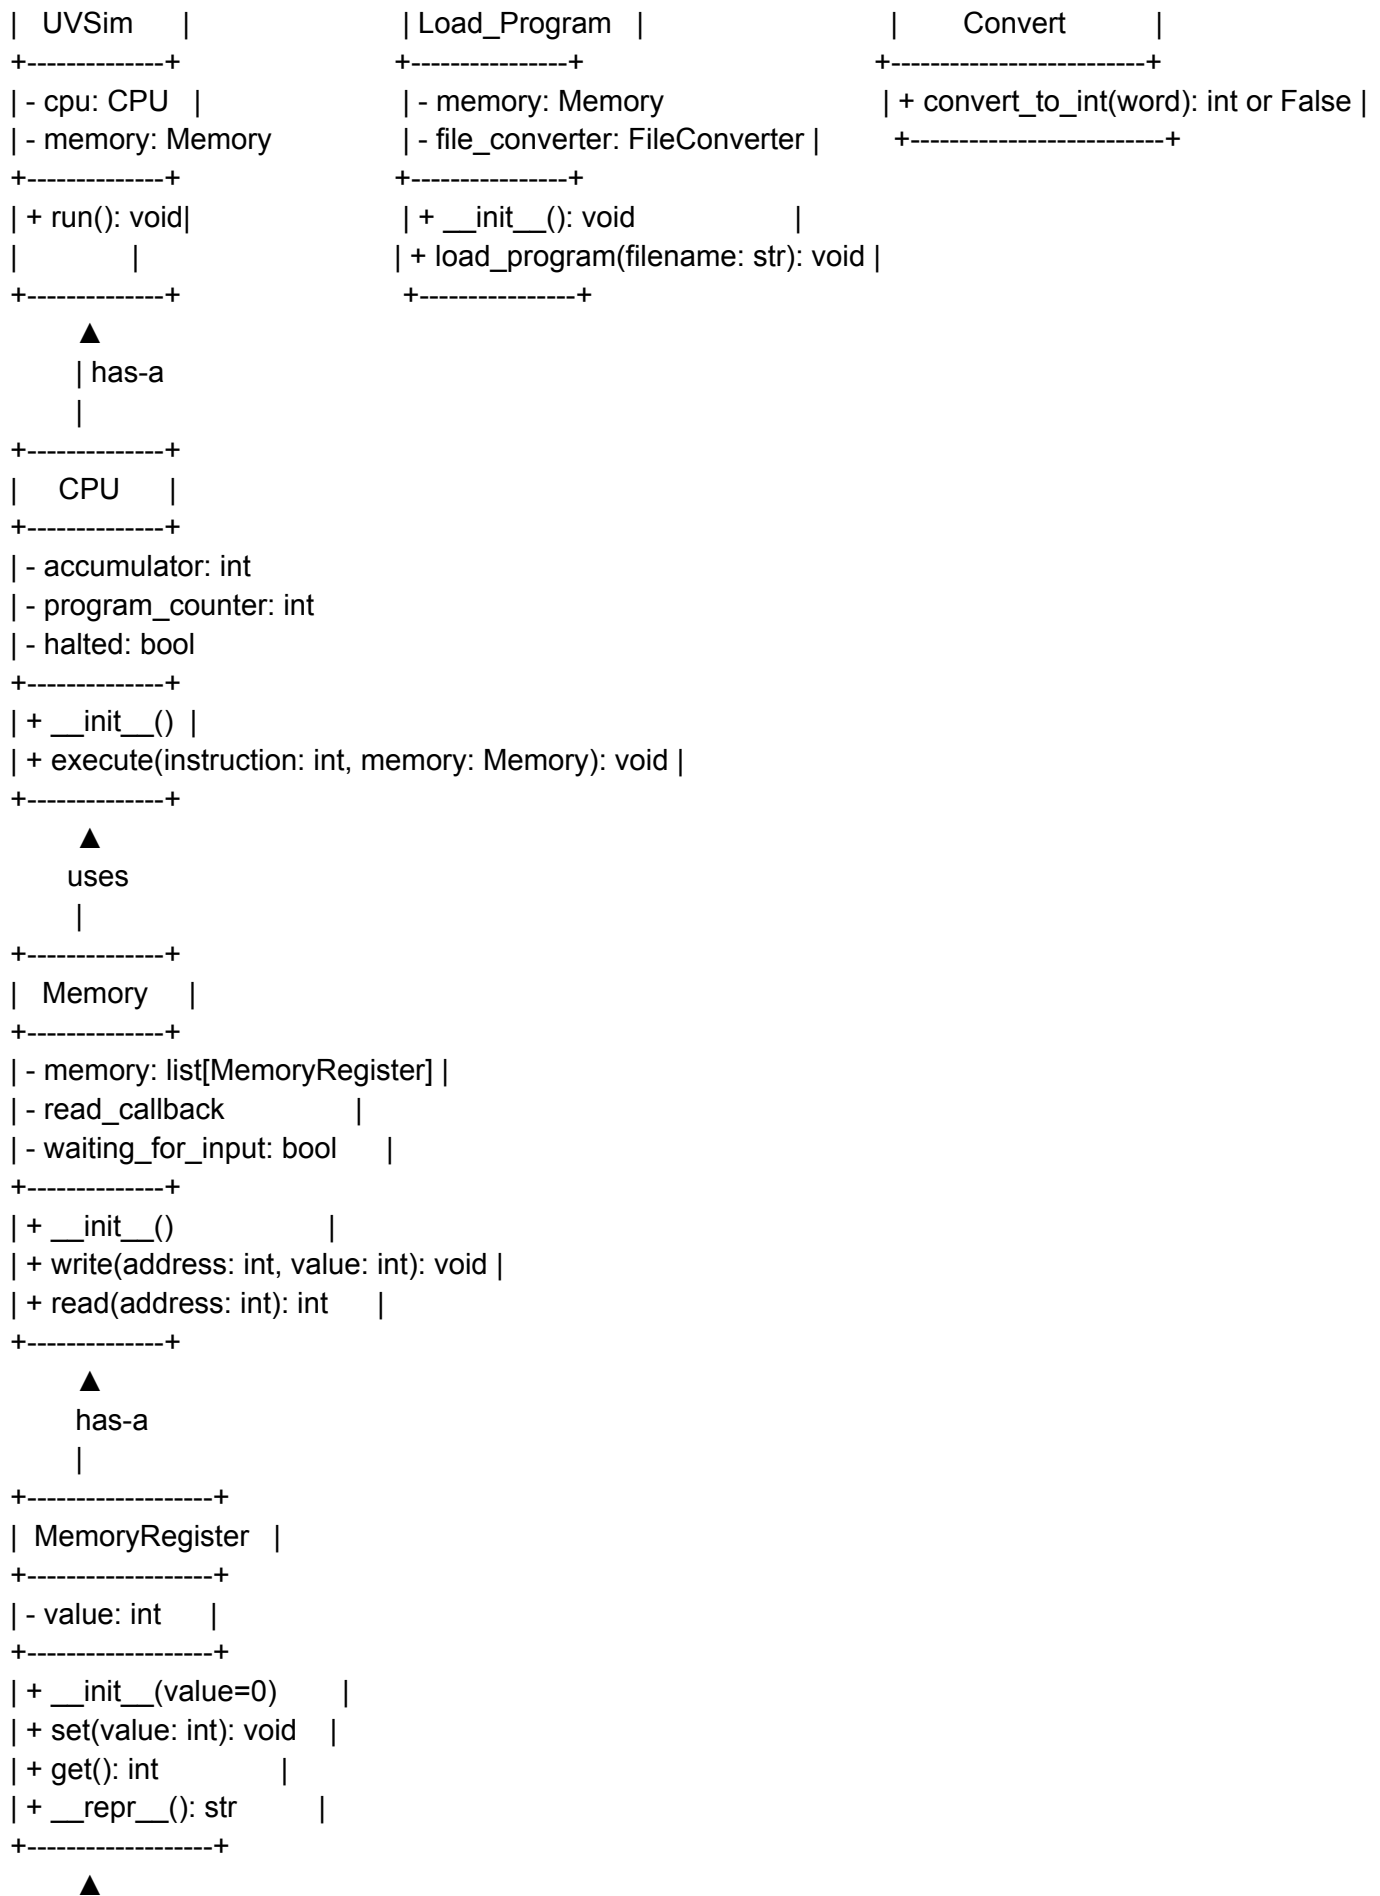 |   UVSim      |                          | Load_Program   |                              |        Convert           |
+--------------+                          +----------------+                                  +--------------------------+
| - cpu: CPU   |                         | - memory: Memory                           | + convert_to_int(word): int or False |
| - memory: Memory                | - file_converter: FileConverter |         +--------------------------+
+--------------+                          +----------------+
| + run(): void|                          | + __init__(): void                    |
|              |                               | + load_program(filename: str): void |
+--------------+                           +----------------+
▲
| has-a
|
+--------------+
|     CPU      |
+--------------+
| - accumulator: int
| - program_counter: int
| - halted: bool
+--------------+
| + __init__()  |
| + execute(instruction: int, memory: Memory): void |
+--------------+
▲
uses
|
+--------------+
|   Memory     |
+--------------+
| - memory: list[MemoryRegister] |
| - read_callback                |
| - waiting_for_input: bool      |
+--------------+
| + __init__()                   |
| + write(address: int, value: int): void |
| + read(address: int): int      |
+--------------+
▲
has-a
|
+-------------------+
|  MemoryRegister   |
+-------------------+
| - value: int      |
+-------------------+
| + __init__(value=0)        |
| + set(value: int): void    |
| + get(): int               |
| + __repr__(): str          |
+-------------------+
▲